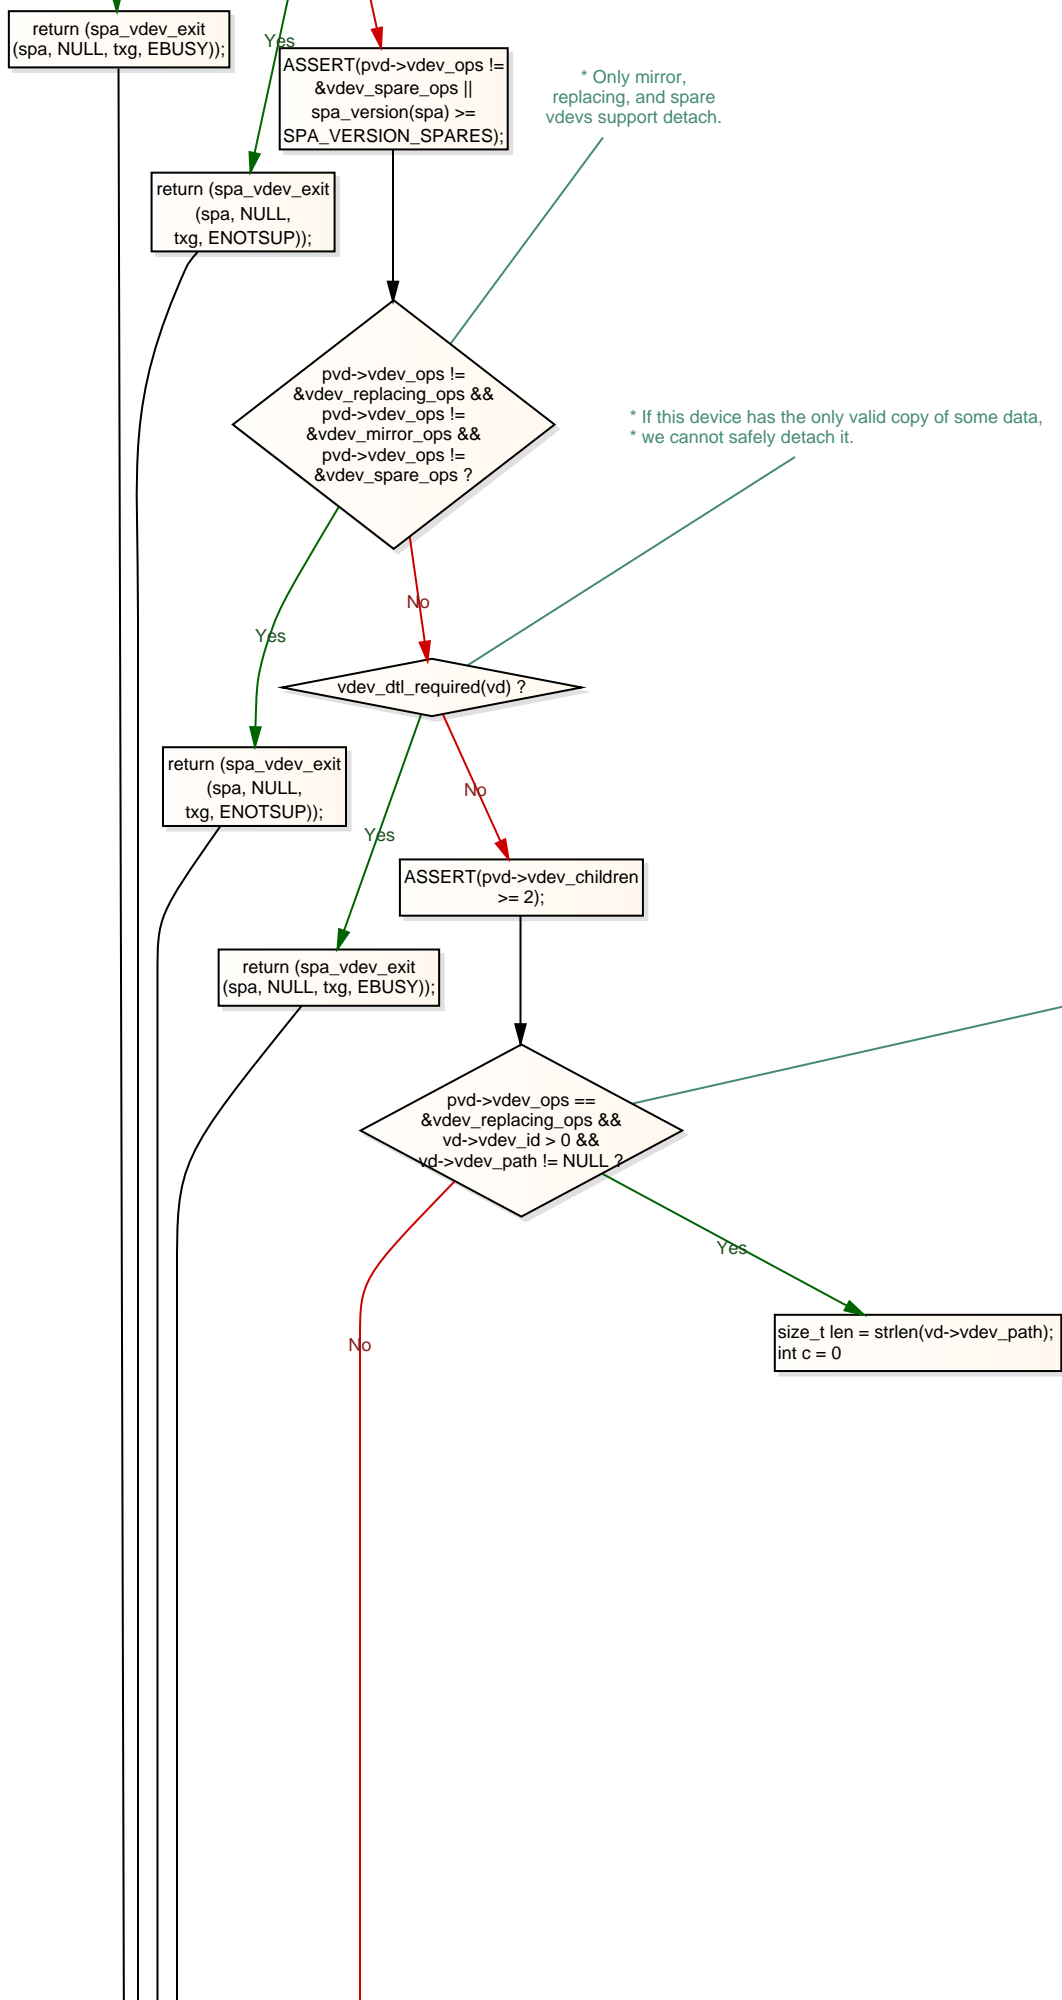 return (spa_vdev_exit
(spa, NULL, txg, EBUSY));
Yes
ASSERT(pvd->vdev_ops !=
&vdev_spare_ops ||
spa_version(spa) >=
SPA_VERSION_SPARES);
* Only mirror,
replacing, and spare
vdevs support detach.
return (spa_vdev_exit
(spa, NULL,
txg, ENOTSUP));
pvd->vdev_ops !=
&vdev_replacing_ops &&
pvd->vdev_ops !=
&vdev_mirror_ops &&
pvd->vdev_ops !=
&vdev_spare_ops ?
* If this device has the only valid copy of some data,
* we cannot safely detach it.
No
Yes
vdev_dtl_required(vd) ?
return (spa_vdev_exit
(spa, NULL,
txg, ENOTSUP));
No
Yes
ASSERT(pvd->vdev_children
>= 2);
return (spa_vdev_exit
(spa, NULL, txg, EBUSY));
pvd->vdev_ops ==
&vdev_replacing_ops &&
vd->vdev_id > 0 &&
vd->vdev_path != NULL ?
Yes
size_t len = strlen(vd->vdev_path);
int c = 0
No